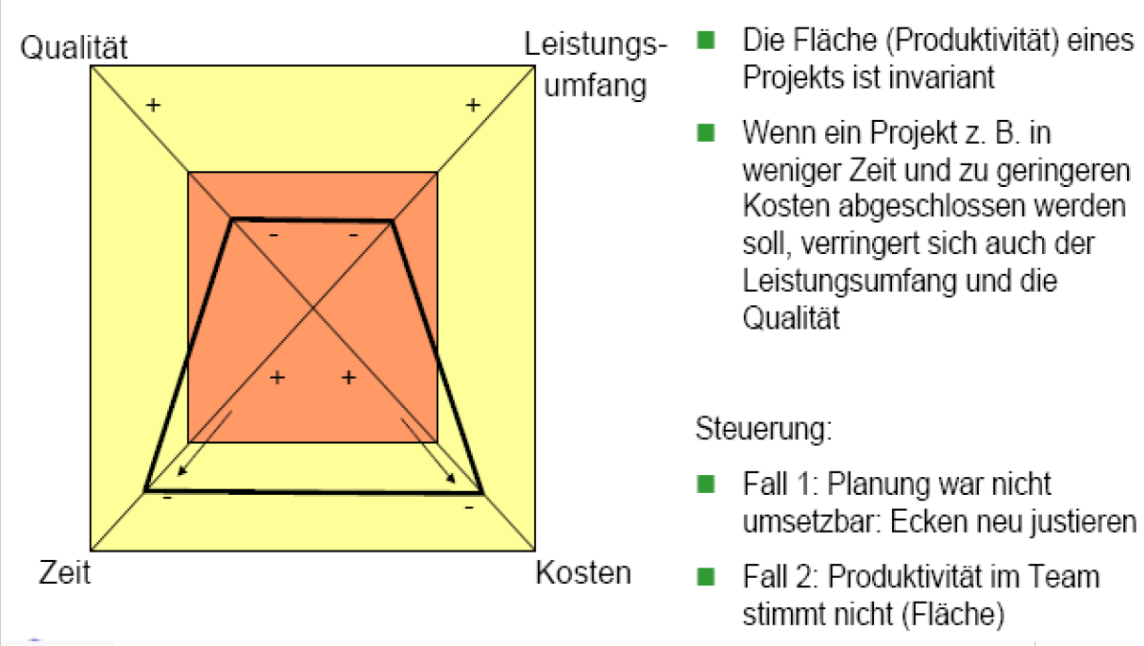 Qualität
Leistungs-
umfang
+
+
-
-
+
+
-
-
Zeit
Kosten
Die Fläche (Produktivität) eines
Projekts ist invariant
Wenn ein Projekt z. B. in
weniger Zeit und zu geringeren
Kosten abgeschlossen werden
soll, verringert sich auch der
Leistungsumfang und die
Qualität
Steuerung:
Fall 1: Planung war nicht
umsetzbar: Ecken neu justieren
Fall 2: Produktivität im Team
stimmt nicht (Fläche)